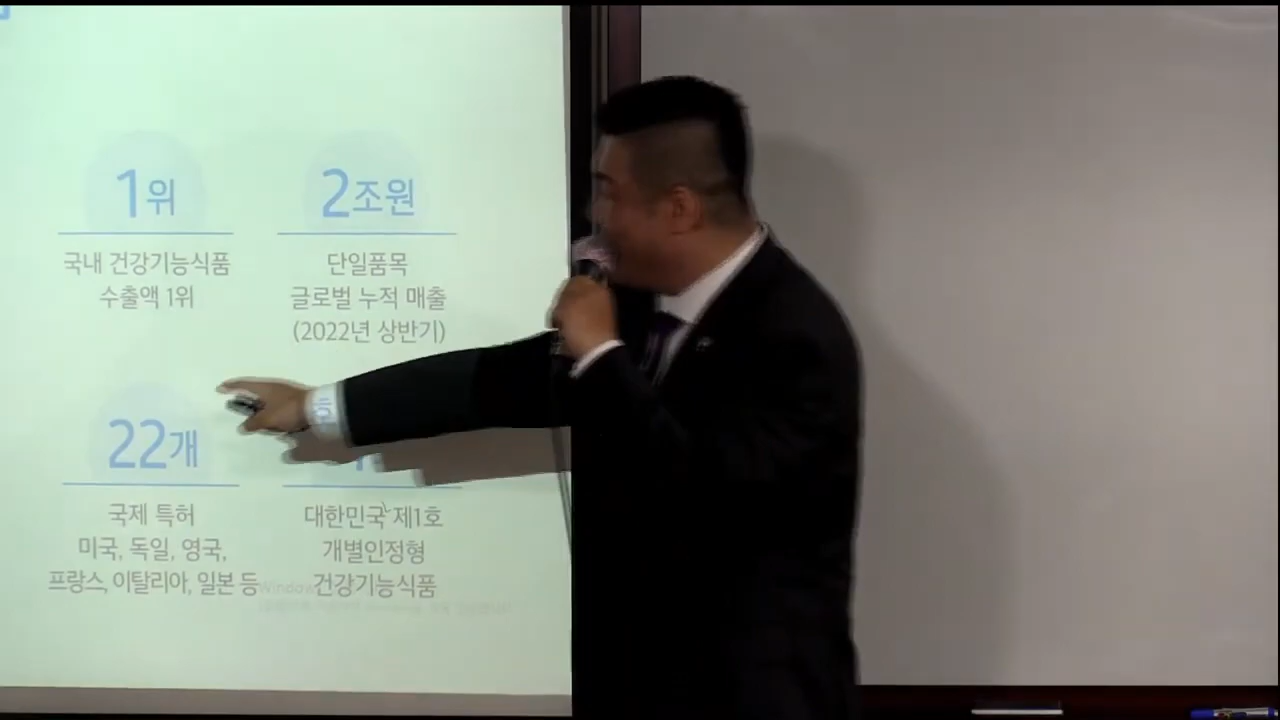 1위
2조원
국내 건강기능식품
수출액 1위
단일품목
글로벌 누적 매출
(2022년 상반기)
22개
국제 특허
미국, 독일, 영국,
프랑스, 이탈리아, 일본 등
호
대한민국 제1호
개별인정형
건강기능식품
Windows